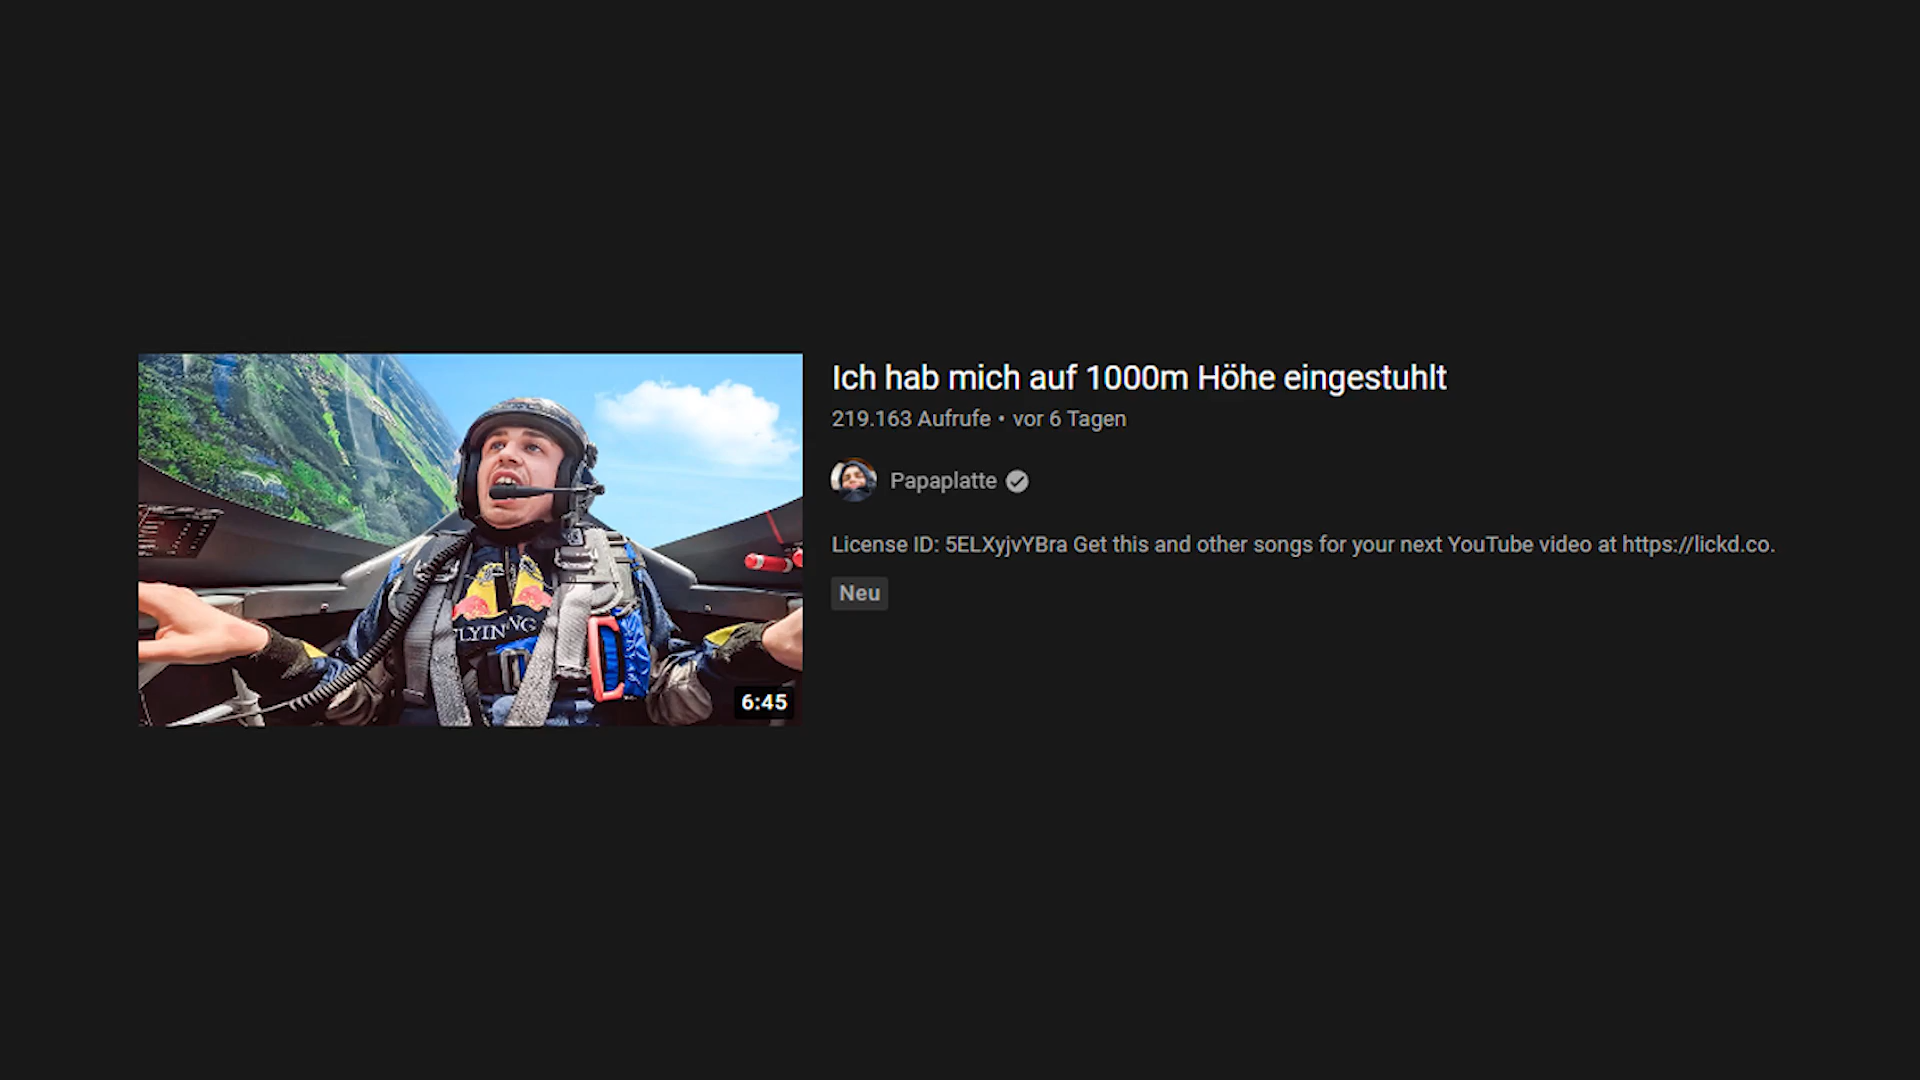 Ich hab mich auf 1000m Höhe eingestuhlt
219.163 Aufrufe • vor 6 Tagen
Papaplatte
License ID: 5ELXyjvYBra Get this and other songs for your next YouTube video at https://lickd.co.
Neu
6:45